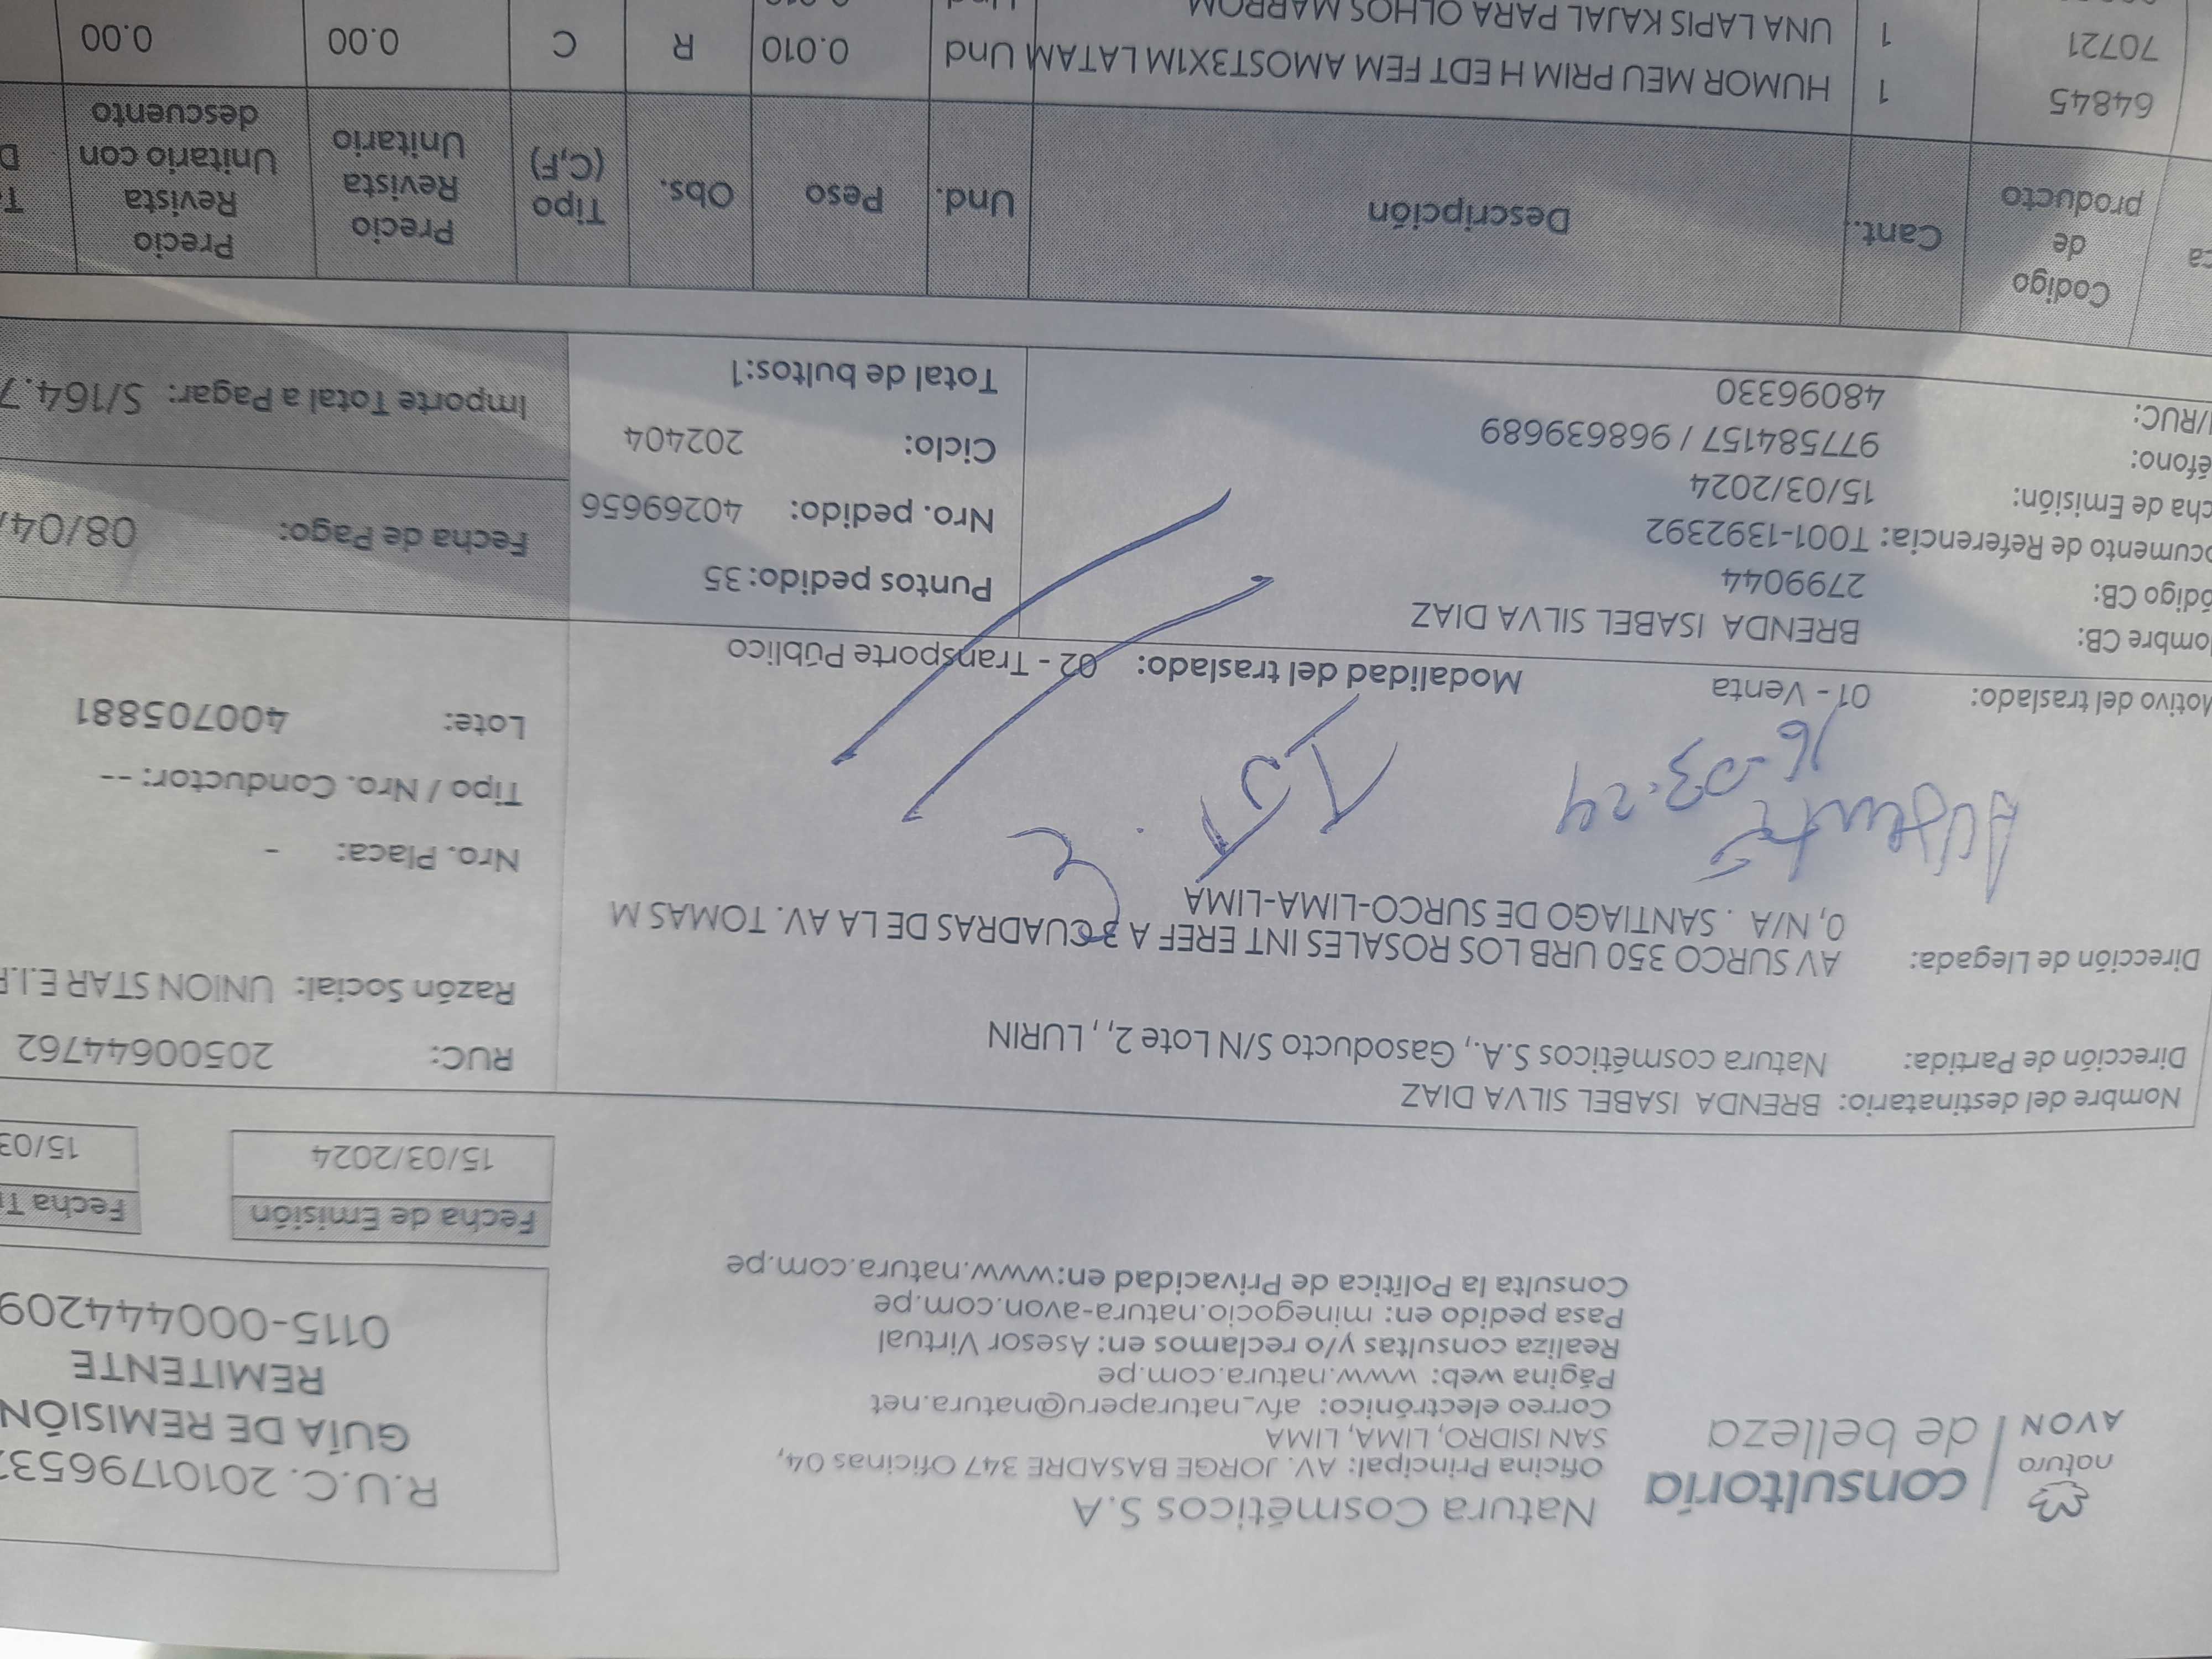 natura
AVON
consultoría
de belleza
Natura Cosméticos S.A
Oficina Principal: AV. JORGE BASADRE 347 Oficinas 04,
SAN ISIDRO, LIMA, LIMA
Correo electrónico: afv_naturaperu@natura.net
Página web: www.natura.com.pe
Realiza consultas y/o reclamos en: Asesor Virtual
Pasa pedido en: minegocio.natura-avon.com.pe
Consulta la Política de Privacidad en:www.natura.com.pe
R.U.C. 2010179653
GUÍA DE REMISIÓN
REMITENTE
0115-000444209
Fecha de Emisión
15/03/2024
Fecha T
15/03
Nombre del destinatario: BRENDA ISABEL SILVA DIAZ
Dirección de Partida: Natura cosméticos S.A., Gasoducto S/N Lote 2, , LURIN
Dirección de Llegada: AV SURCO 350 URB LOS ROSALES INT EREF A 3 CUADRAS DE LA AV. TOMAS M
0, N/A . SANTIAGO DE SURCO-LIMA-LIMA
RUC: 20500644762
Razón Social: UNION STAR E.I.R
Nro. Placa: -
Tipo / Nro. Conductor: --
Lote: 400705881
Ausente
16-03-24
Motivo del traslado: 01 - Venta Modalidad del traslado: 02 - Transporte Público
ombre CB: BRENDA ISABEL SILVA DIAZ
ódigo CB: 2799044
ocumento de Referencia: T001-1392392
cha de Emisión: 15/03/2024
éfono: 977584157 / 968639689
I/RUC: 48096330
Puntos pedido: 35
Nro. pedido: 40269656
Ciclo: 202404
Total de bultos:1
Fecha de Pago: 08/04/
Importe Total a Pagar: S/164.7
Codigo de producto Cant. Descripción Und. Peso Obs. Tipo (C,F) Precio Revista Unitario Precio Revista Unitario con descuento
64845 1 HUMOR MEU PRIM H EDT FEM AMOST3X1M LATAM Und 0.010 R C 0.00 0.00
70721 1 UNA LAPIS KAJAL PARA OLHOS MARROM